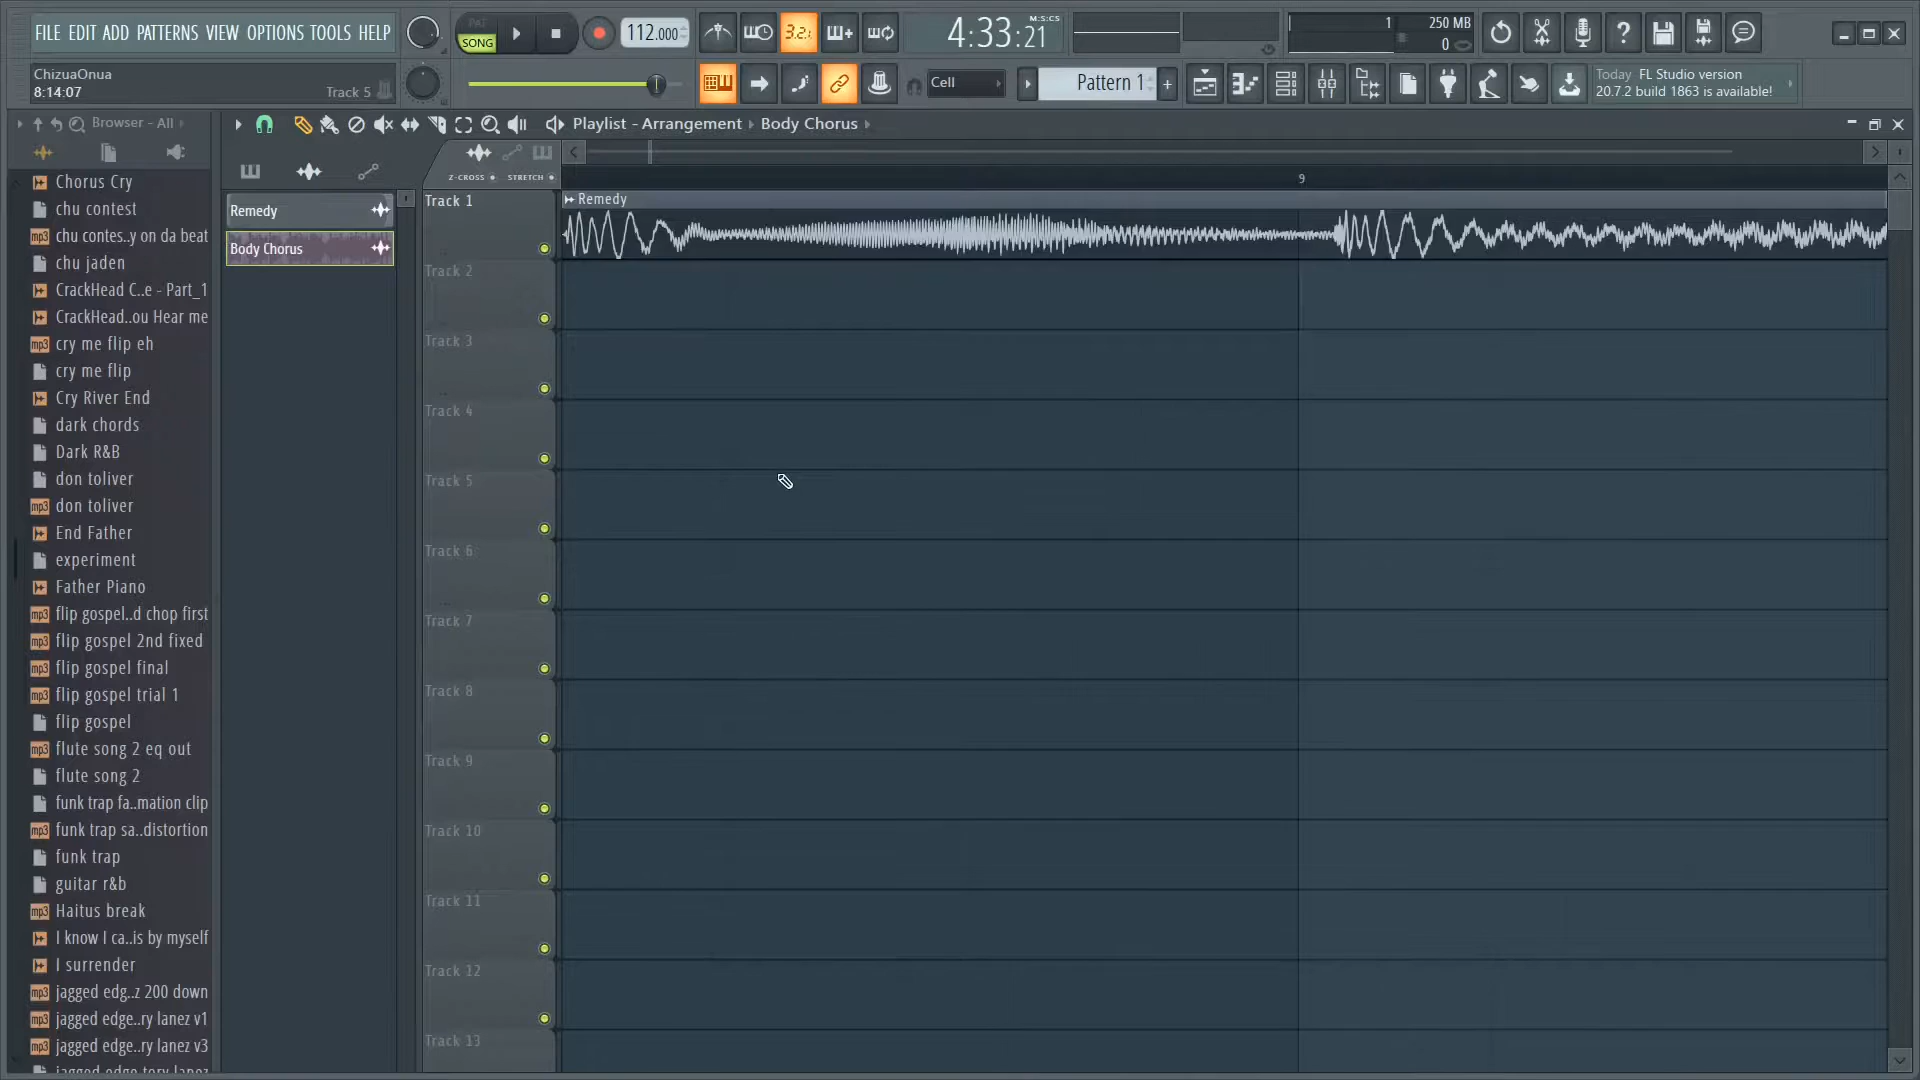 FILE EDIT ADD PATTERNS VIEW OPTIONS TOOLS HELP
ChizuaOnua
8:14:07
Track 5
PAT
SONG
112.000
3.2.
4:33:21
M:S:CS
1
250 MB
0
Cell
Pattern 1
Today FL Studio version
20.7.2 build 1863 is available!
Browser - All
Playlist - Arrangement
Body Chorus
Z-CROSS
STRETCH
9
Chorus Cry
chu contest
chu contes..y on da beat
chu jaden
CrackHead C..e - Part_1
CrackHead..ou Hear me
cry me flip eh
cry me flip
Cry River End
dark chords
Dark R&B
don toliver
don toliver
End Father
experiment
Father Piano
flip gospel..d chop first
flip gospel 2nd fixed
flip gospel final
flip gospel trial 1
flip gospel
flute song 2 eq out
flute song 2
funk trap fa..mation clip
funk trap sa..distortion
funk trap
guitar r&b
Haitus break
I know I ca..is by myself
I surrender
jagged edg..z 200 down
jagged edge..ry lanez v1
jagged edge..ry lanez v3
Remedy
Body Chorus
Track 1
Remedy
Track 2
Track 3
Track 4
Track 5
Track 6
Track 7
Track 8
Track 9
Track 10
Track 11
Track 12
Track 13